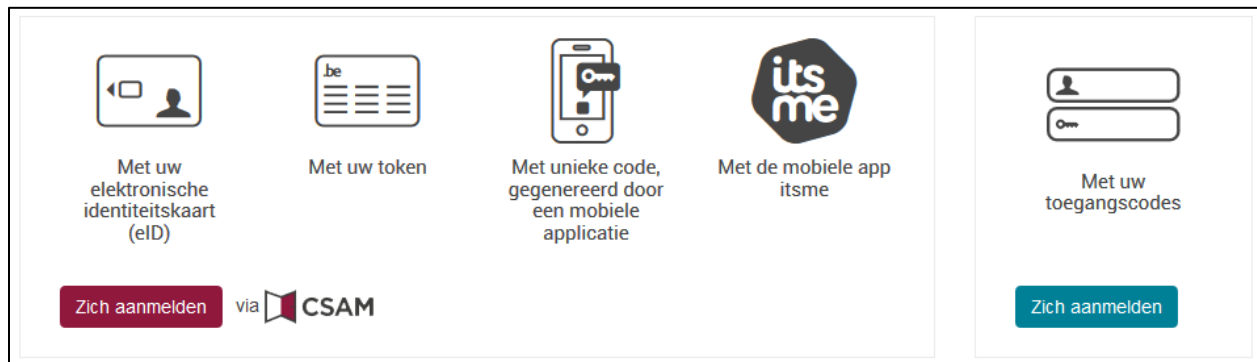 .be
its
me
Met uw
elektronische
identiteitskaart
(eID)
Met uw token
Met unieke code,
gegenereerd door
een mobiele
applicatie
Met de mobiele app
itsme
Zich aanmelden via CSAM
Met uw
toegangscodes
Zich aanmelden